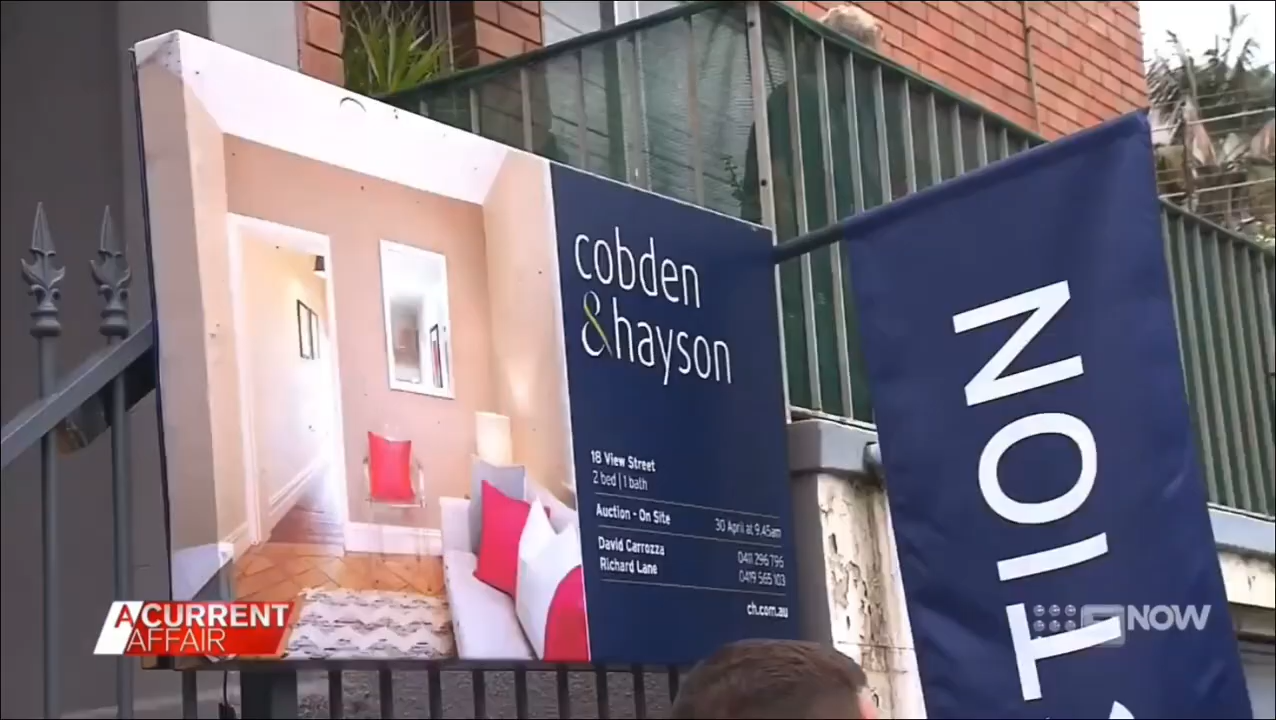 cobden
&hayson
18 View Street
2 bed | 1 bath
Auction - On Site 30 April at 9.45am
David Carrozza 0411 296 796
Richard Lane 0419 565 103
ch.com.au
TION
A CURRENT
AFFAIR
9NOW